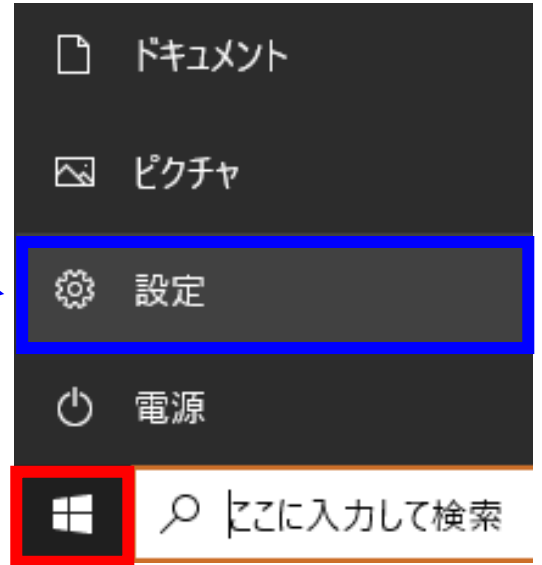 ドキュメント
ピクチャ
設定
電源
ここに入力して検索